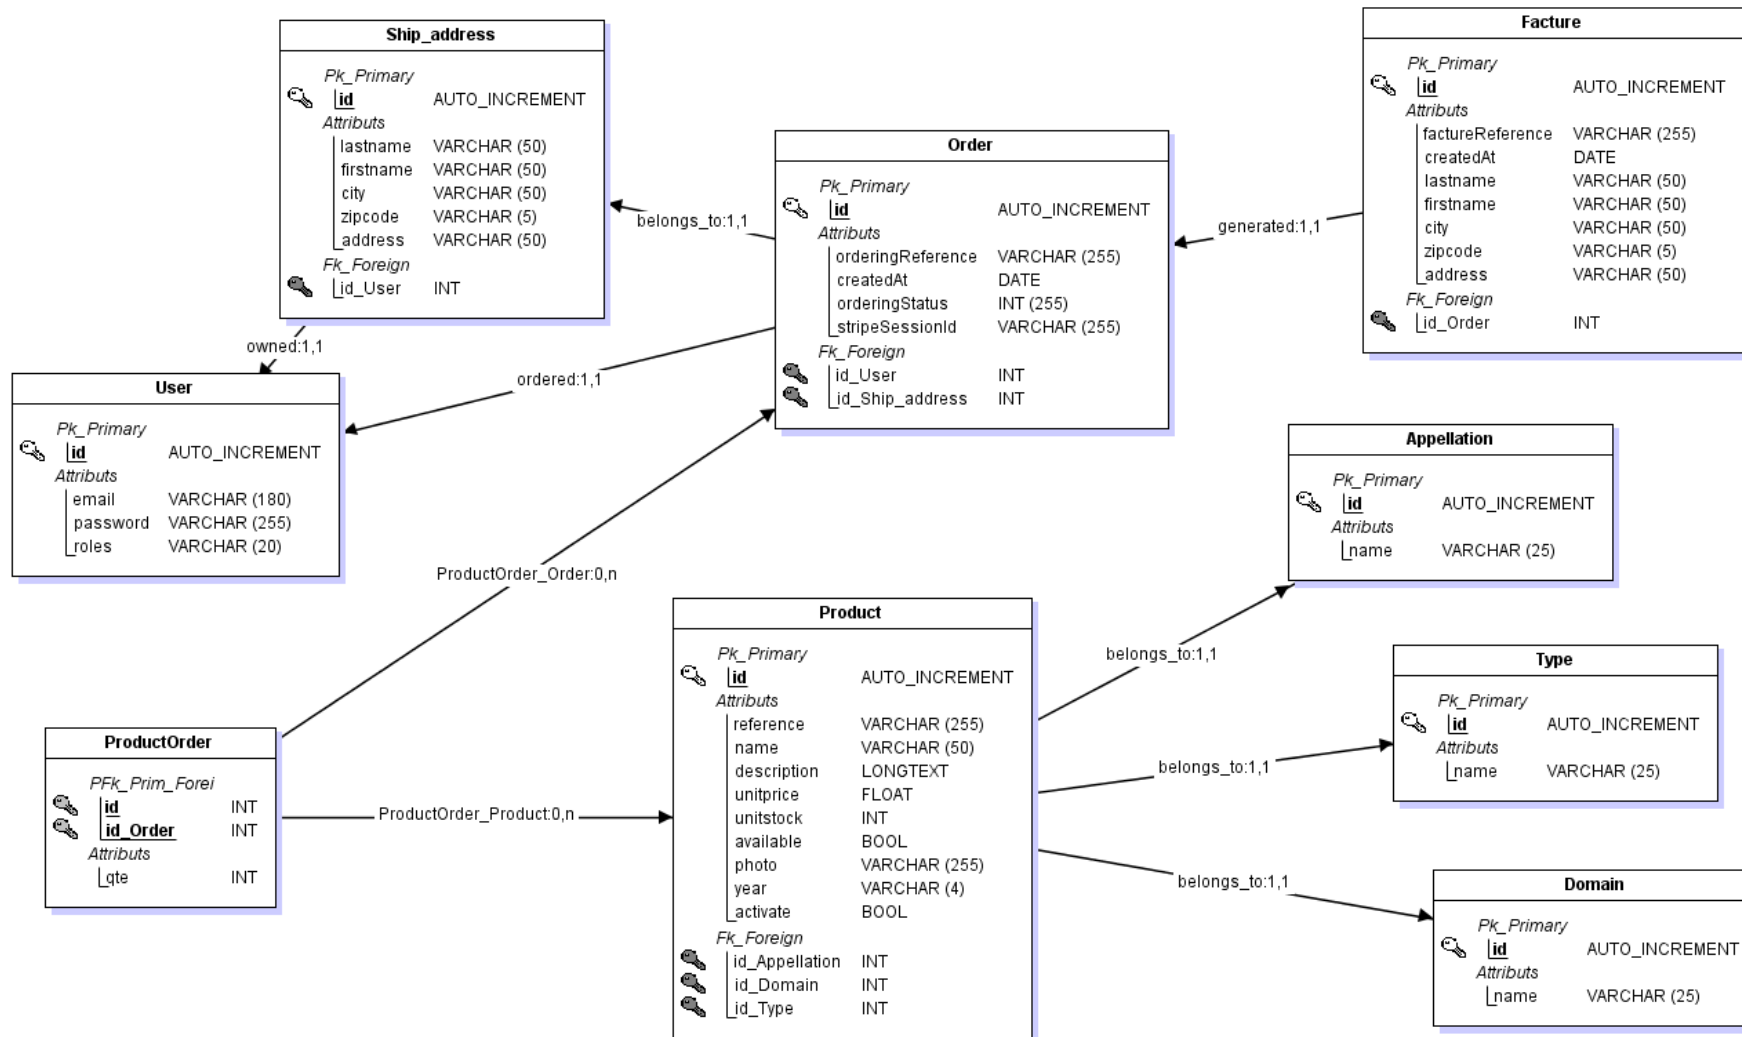 Ship_address
Pk_Primary
id AUTO_INCREMENT
Attributs
lastname VARCHAR (50)
firstname VARCHAR (50)
city VARCHAR (50)
zipcode VARCHAR (5)
address VARCHAR (50)
Fk_Foreign
id_User INT
belongs_to:1,1
Order
Pk_Primary
id AUTO_INCREMENT
Attributs
orderingReference VARCHAR (255)
createdAt DATE
orderingStatus INT (255)
stripeSessionId VARCHAR (255)
Fk_Foreign
id_User INT
id_Ship_address INT
generated:1,1
Facture
Pk_Primary
id AUTO_INCREMENT
Attributs
factureReference VARCHAR (255)
createdAt DATE
lastname VARCHAR (50)
firstname VARCHAR (50)
city VARCHAR (50)
zipcode VARCHAR (5)
address VARCHAR (50)
Fk_Foreign
id_Order INT
owned:1,1
ordered:1,1
User
Pk_Primary
id AUTO_INCREMENT
Attributs
email VARCHAR (180)
password VARCHAR (255)
roles VARCHAR (20)
ProductOrder_Order:0,n
Appellation
Pk_Primary
id AUTO_INCREMENT
Attributs
name VARCHAR (25)
Product
Pk_Primary
id AUTO_INCREMENT
Attributs
reference VARCHAR (255)
name VARCHAR (50)
description LONGTEXT
unitprice FLOAT
unitstock INT
available BOOL
photo VARCHAR (255)
year VARCHAR (4)
activate BOOL
Fk_Foreign
id_Appellation INT
id_Domain INT
id_Type INT
belongs_to:1,1
Type
Pk_Primary
id AUTO_INCREMENT
Attributs
name VARCHAR (25)
belongs_to:1,1
ProductOrder
PFk_Prim_Forei
id INT
id_Order INT
Attributs
qte INT
ProductOrder_Product:0,n
belongs_to:1,1
Domain
Pk_Primary
id AUTO_INCREMENT
Attributs
name VARCHAR (25)